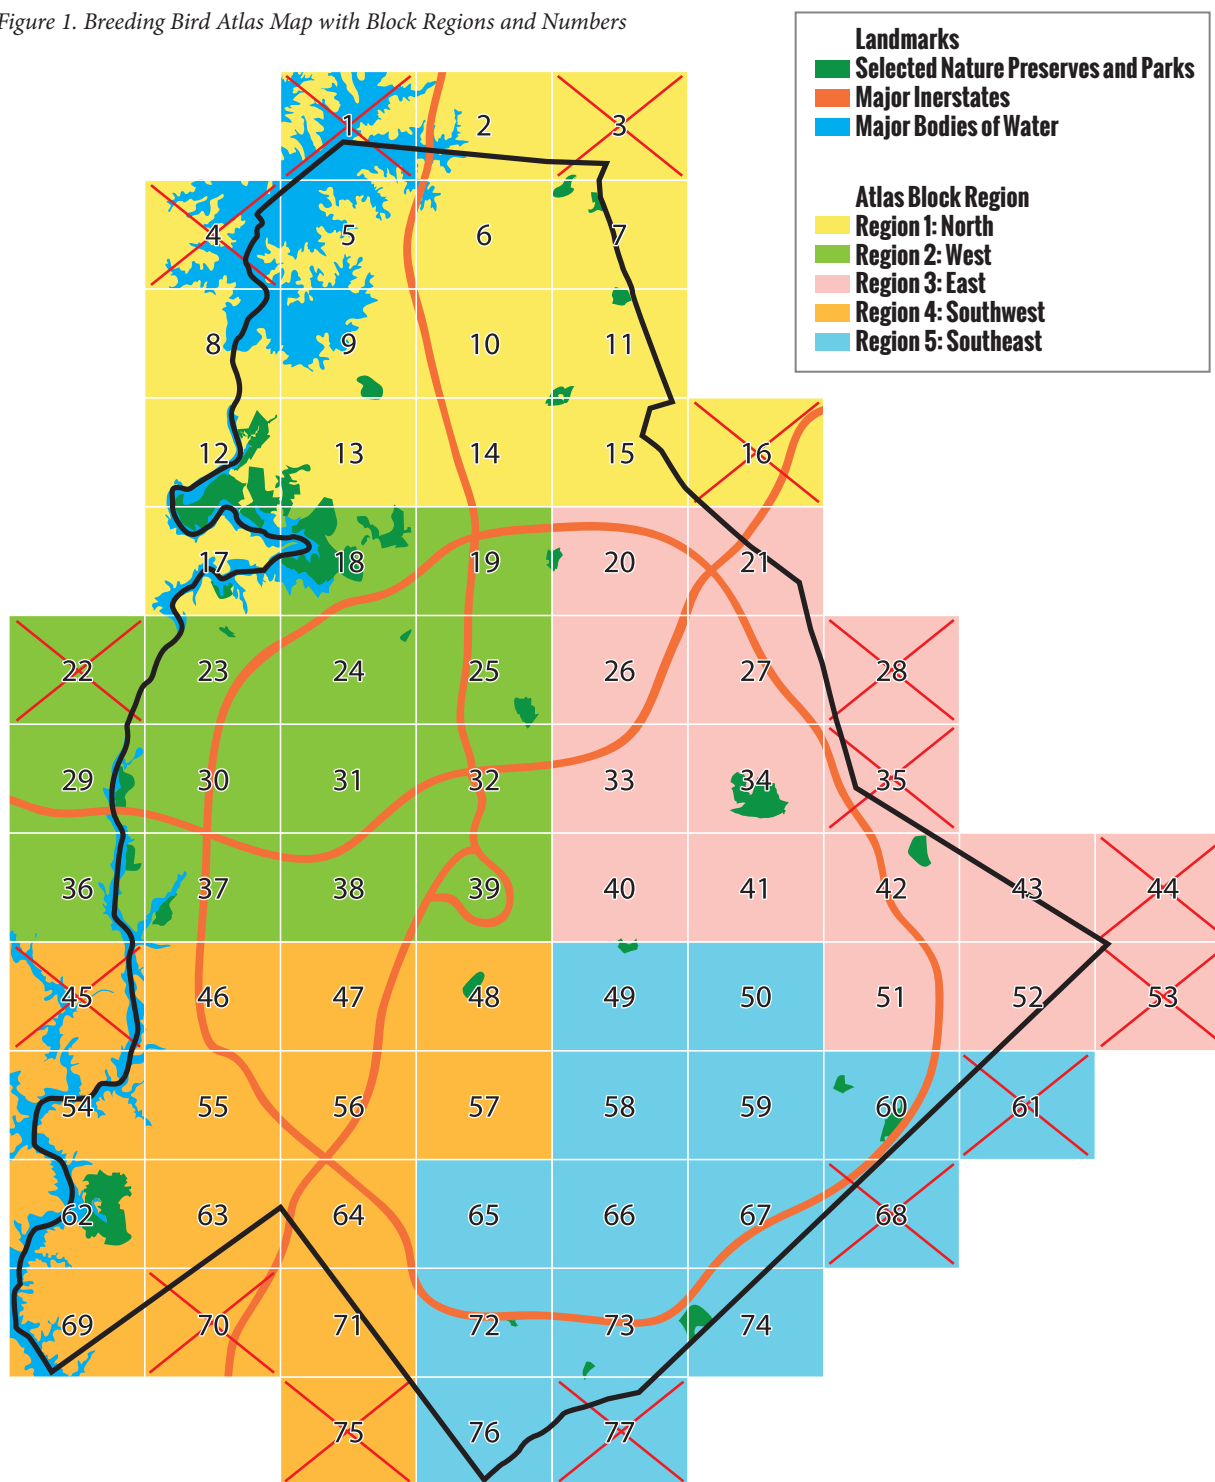 Figure 1. Breeding Bird Atlas Map with Block Regions and Numbers
Landmarks
Selected Nature Preserves and Parks
Major Inerstates
Major Bodies of Water
Atlas Block Region
Region 1: North
Region 2: West
Region 3: East
Region 4: Southwest
Region 5: Southeast
1 2 3
4 5 6 7
8 9 10 11
12 13 14 15 16
17 18 19 20 21
22 23 24 25 26 27 28
29 30 31 32 33 34 35
36 37 38 39 40 41 42 43 44
45 46 47 48 49 50 51 52 53
54 55 56 57 58 59 60 61
62 63 64 65 66 67 68
69 70 71 72 73 74
75 76 77